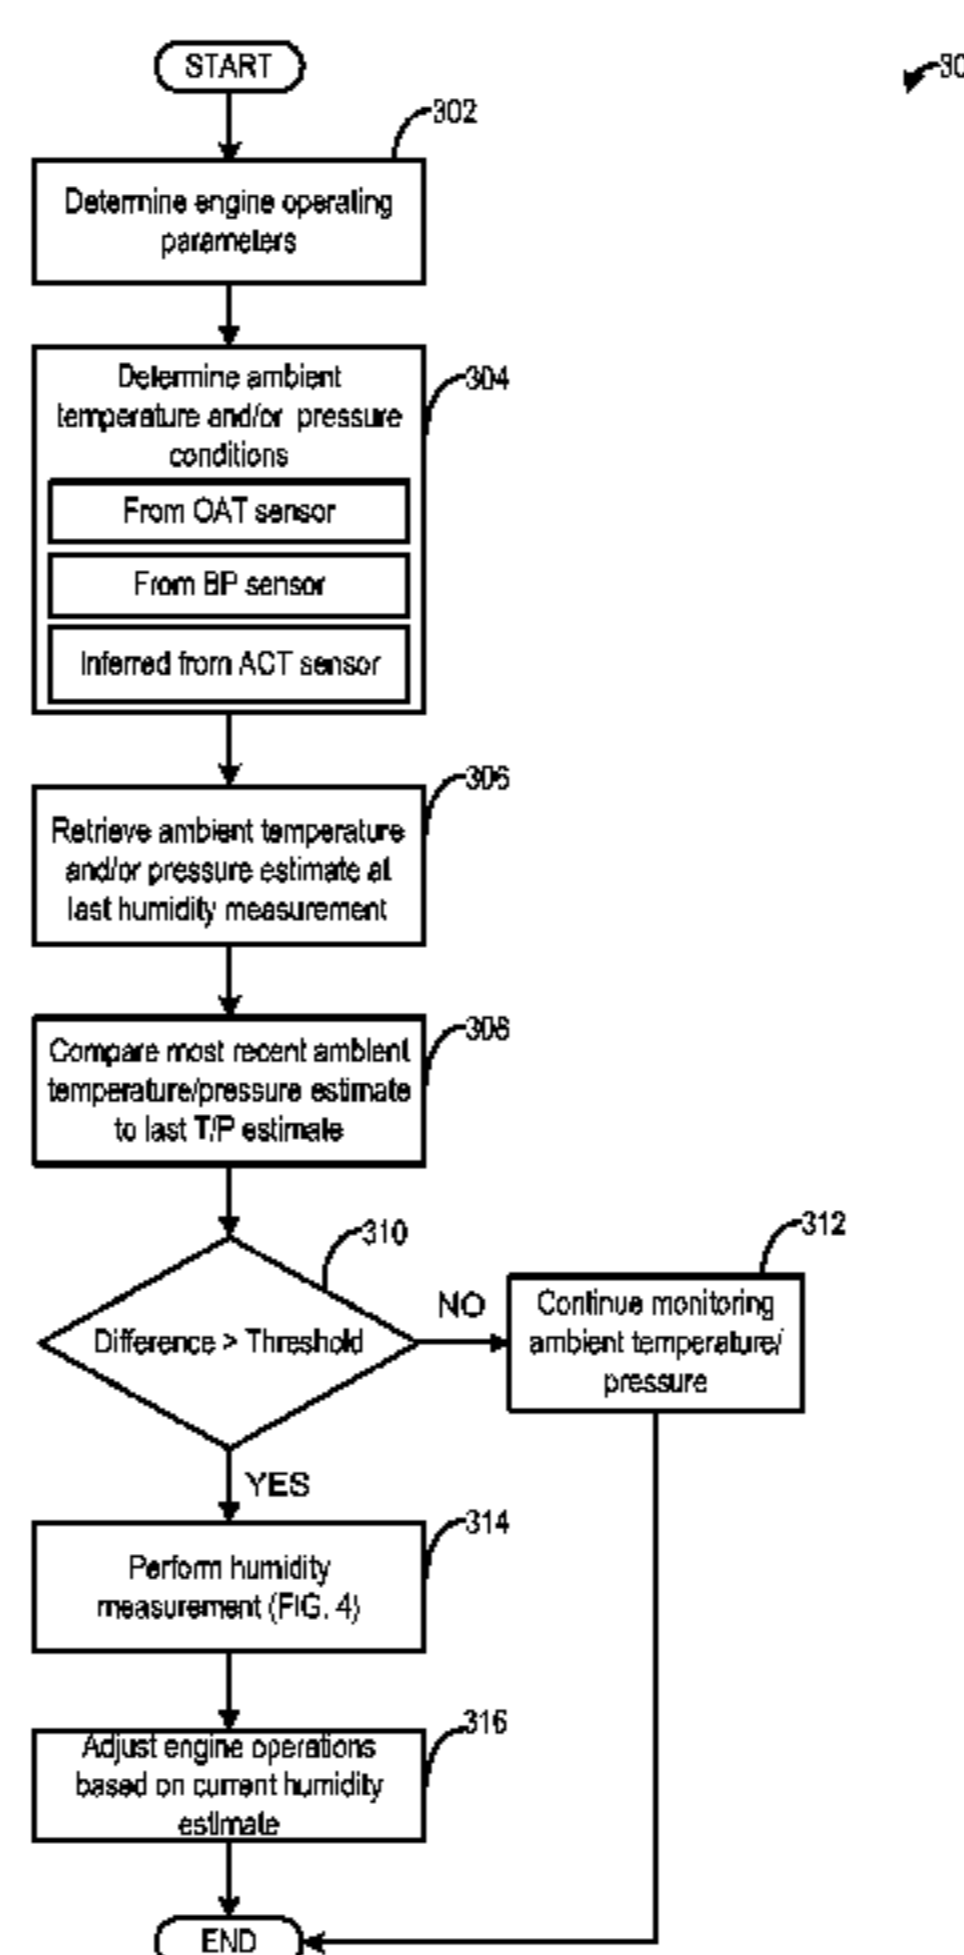 START
302
Determine engine operating
parameters
304
Determine ambient
temperature and/or pressure
conditions
From OAT sensor
From BP sensor
Inferred from ACT sensor
306
Retrieve ambient temperature
and/or pressure estimate at
last humidity measurement
308
Compare most recent ambient
temperature/pressure estimate
to last T/P estimate
310
Difference > Threshold
NO
312
Continue monitoring
ambient temperature/
pressure
YES
314
Perform humidity
measurement (FIG. 4)
316
Adjust engine operations
based on current humidity
estimate
END